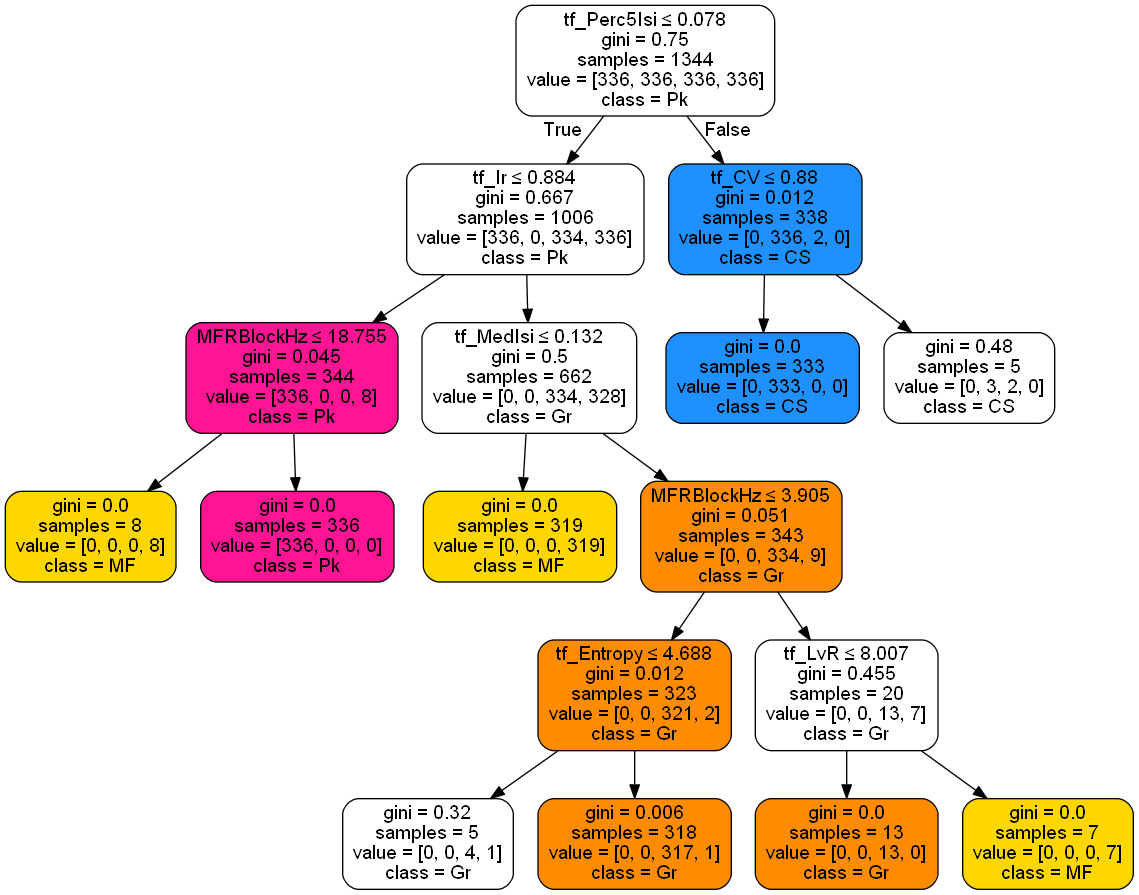 tf_Perc5Isi ≤ 0.078
gini = 0.75
samples = 1344
value = [336, 336, 336, 336]
class = Pk
True
False
tf_Ir ≤ 0.884
gini = 0.667
samples = 1006
value = [336, 0, 334, 336]
class = Pk
tf_CV ≤ 0.88
gini = 0.012
samples = 338
value = [0, 336, 2, 0]
class = CS
MFRBlockHz ≤ 18.755
gini = 0.045
samples = 344
value = [336, 0, 0, 8]
class = Pk
tf_MedIsi ≤ 0.132
gini = 0.5
samples = 662
value = [0, 0, 334, 328]
class = Gr
gini = 0.0
samples = 333
value = [0, 333, 0, 0]
class = CS
gini = 0.48
samples = 5
value = [0, 3, 2, 0]
class = CS
gini = 0.0
samples = 8
value = [0, 0, 0, 8]
class = MF
gini = 0.0
samples = 336
value = [336, 0, 0, 0]
class = Pk
gini = 0.0
samples = 319
value = [0, 0, 0, 319]
class = MF
MFRBlockHz ≤ 3.905
gini = 0.051
samples = 343
value = [0, 0, 334, 9]
class = Gr
tf_Entropy ≤ 4.688
gini = 0.012
samples = 323
value = [0, 0, 321, 2]
class = Gr
tf_LvR ≤ 8.007
gini = 0.455
samples = 20
value = [0, 0, 13, 7]
class = Gr
gini = 0.32
samples = 5
value = [0, 0, 4, 1]
class = Gr
gini = 0.006
samples = 318
value = [0, 0, 317, 1]
class = Gr
gini = 0.0
samples = 13
value = [0, 0, 13, 0]
class = Gr
gini = 0.0
samples = 7
value = [0, 0, 0, 7]
class = MF